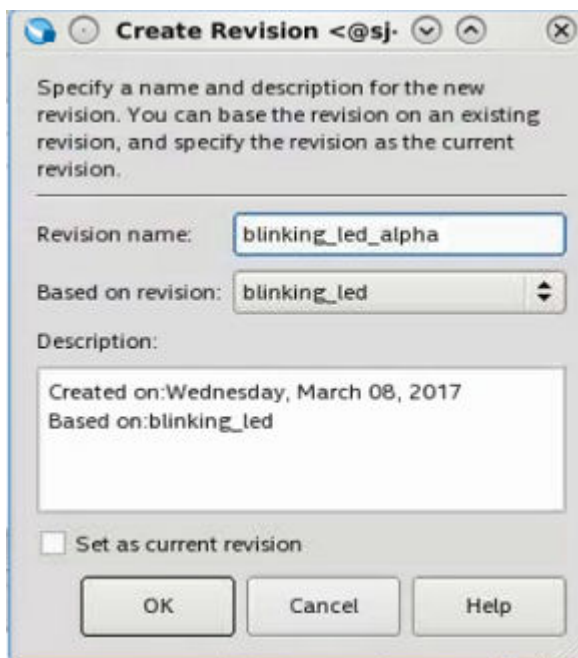 Create Revision <@sj-
Specify a name and description for the new
revision. You can base the revision on an existing
revision, and specify the revision as the current
revision.
Revision name: blinking_led_alpha
Based on revision: blinking_led
Description:
Created on:Wednesday, March 08, 2017
Based on:blinking_led
Set as current revision
OK Cancel Help